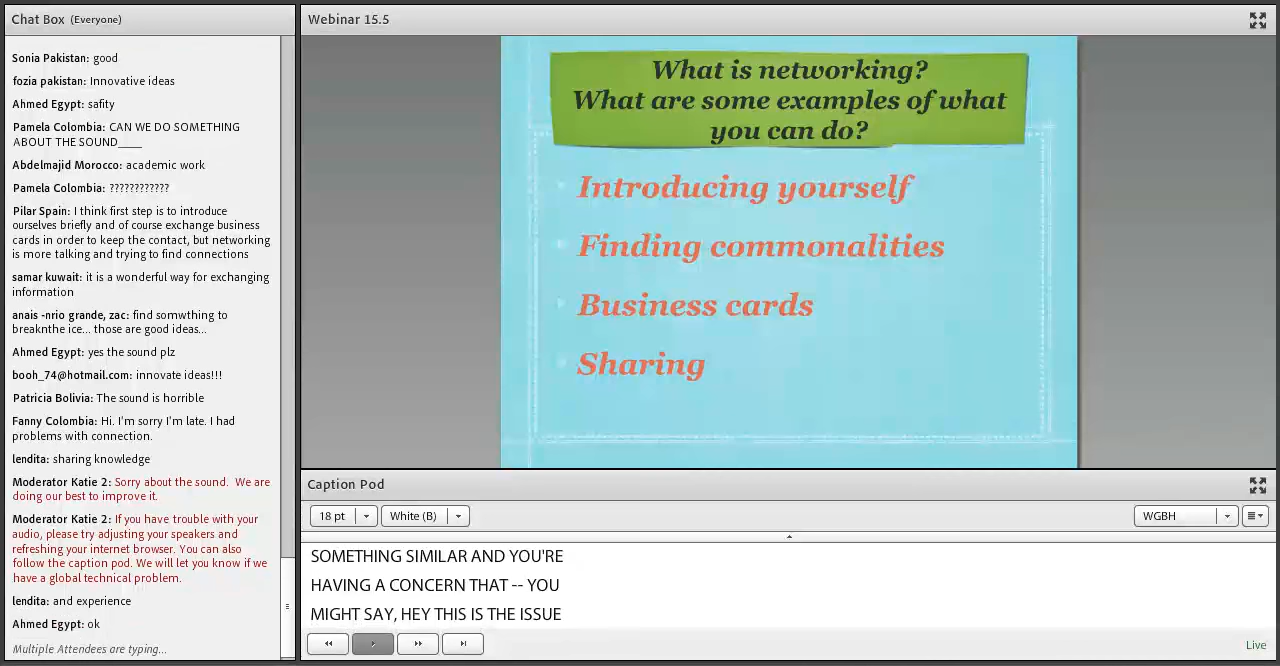 Chat Box (Everyone)
Sonia Pakistan: good
fozia pakistan: Innovative ideas
Ahmed Egypt: safity
Pamela Colombia: CAN WE DO SOMETHING
ABOUT THE SOUND____
Abdelmajid Morocco: academic work
Pamela Colombia: ????????????
Pilar Spain: I think first step is to introduce
ourselves briefly and of course exchange business
cards in order to keep the contact, but networking
is more talking and trying to find connections
samar kuwait: it is a wonderful way for exchanging
information
anais -nrio grande, zac: find somwthing to
breaknthe ice... those are good ideas...
Ahmed Egypt: yes the sound plz
booh_74@hotmail.com: innovate ideas!!!
Patricia Bolivia: The sound is horrible
Fanny Colombia: Hi. I'm sorry I'm late. I had
problems with connection.
lendita: sharing knowledge
Moderator Katie 2: Sorry about the sound.  We are
doing our best to improve it.
Moderator Katie 2: If you have trouble with your
audio, please try adjusting your speakers and
refreshing your internet browser. You can also
follow the caption pod. We will let you know if we
have a global technical problem.
lendita: and experience
Ahmed Egypt: ok
Multiple Attendees are typing...
Webinar 15.5
What is networking?
What are some examples of what
you can do?
Introducing yourself
Finding commonalities
Business cards
Sharing
Caption Pod
18 pt
White (B)
WGBH
SOMETHING SIMILAR AND YOU'RE
HAVING A CONCERN THAT -- YOU
MIGHT SAY, HEY THIS IS THE ISSUE
Live